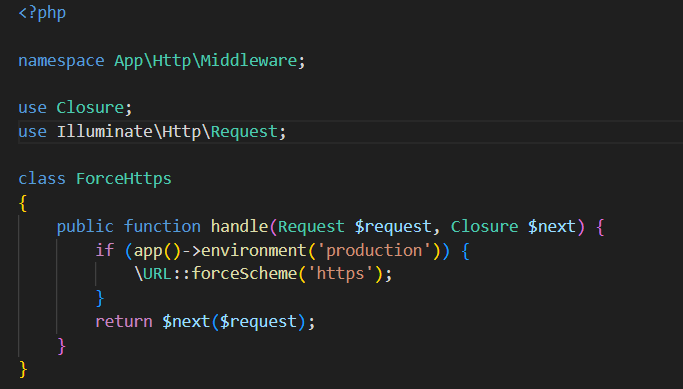 <?php
namespace App\Http\Middleware;
use Closure;
use Illuminate\Http\Request;
class ForceHttps
{
public function handle(Request $request, Closure $next) {
if (app()->environment('production')) {
\URL::forceScheme('https');
}
return $next($request);
}
}